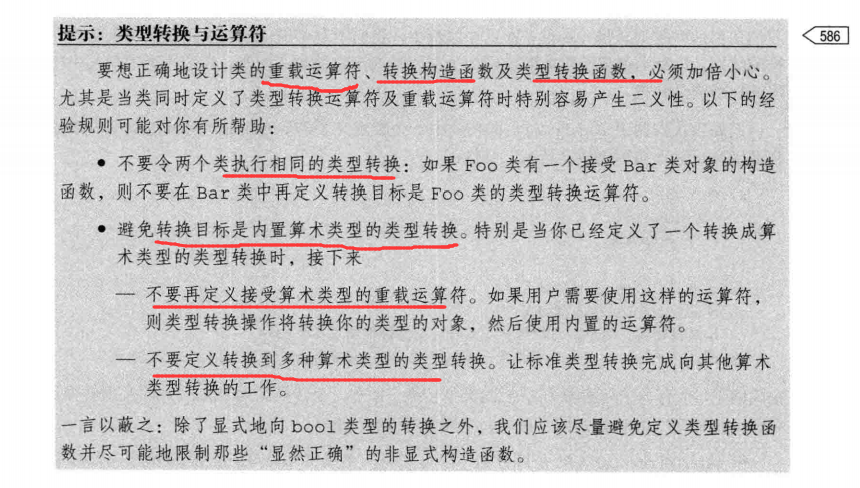 提示：类型转换与运算符
586
要想正确地设计类的重载运算符、转换构造函数及类型转换函数，必须加倍小心。
尤其是当类同时定义了类型转换运算符及重载运算符时特别容易产生二义性。以下的经
验规则可能对你有所帮助：
• 不要令两个类执行相同的类型转换：如果 Foo 类有一个接受 Bar 类对象的构造
函数，则不要在 Bar 类中再定义转换目标是 Foo 类的类型转换运算符。
• 避免转换目标是内置算术类型的类型转换。特别是当你已经定义了一个转换成算
术类型的类型转换时，接下来
— 不要再定义接受算术类型的重载运算符。如果用户需要使用这样的运算符，
则类型转换操作将转换你的类型的对象，然后使用内置的运算符。
— 不要定义转换到多种算术类型的类型转换。让标准类型转换完成向其他算术
类型转换的工作。
一言以蔽之：除了显式地向 bool 类型的转换之外，我们应该尽量避免定义类型转换函
数并尽可能地限制那些“显然正确”的非显式构造函数。